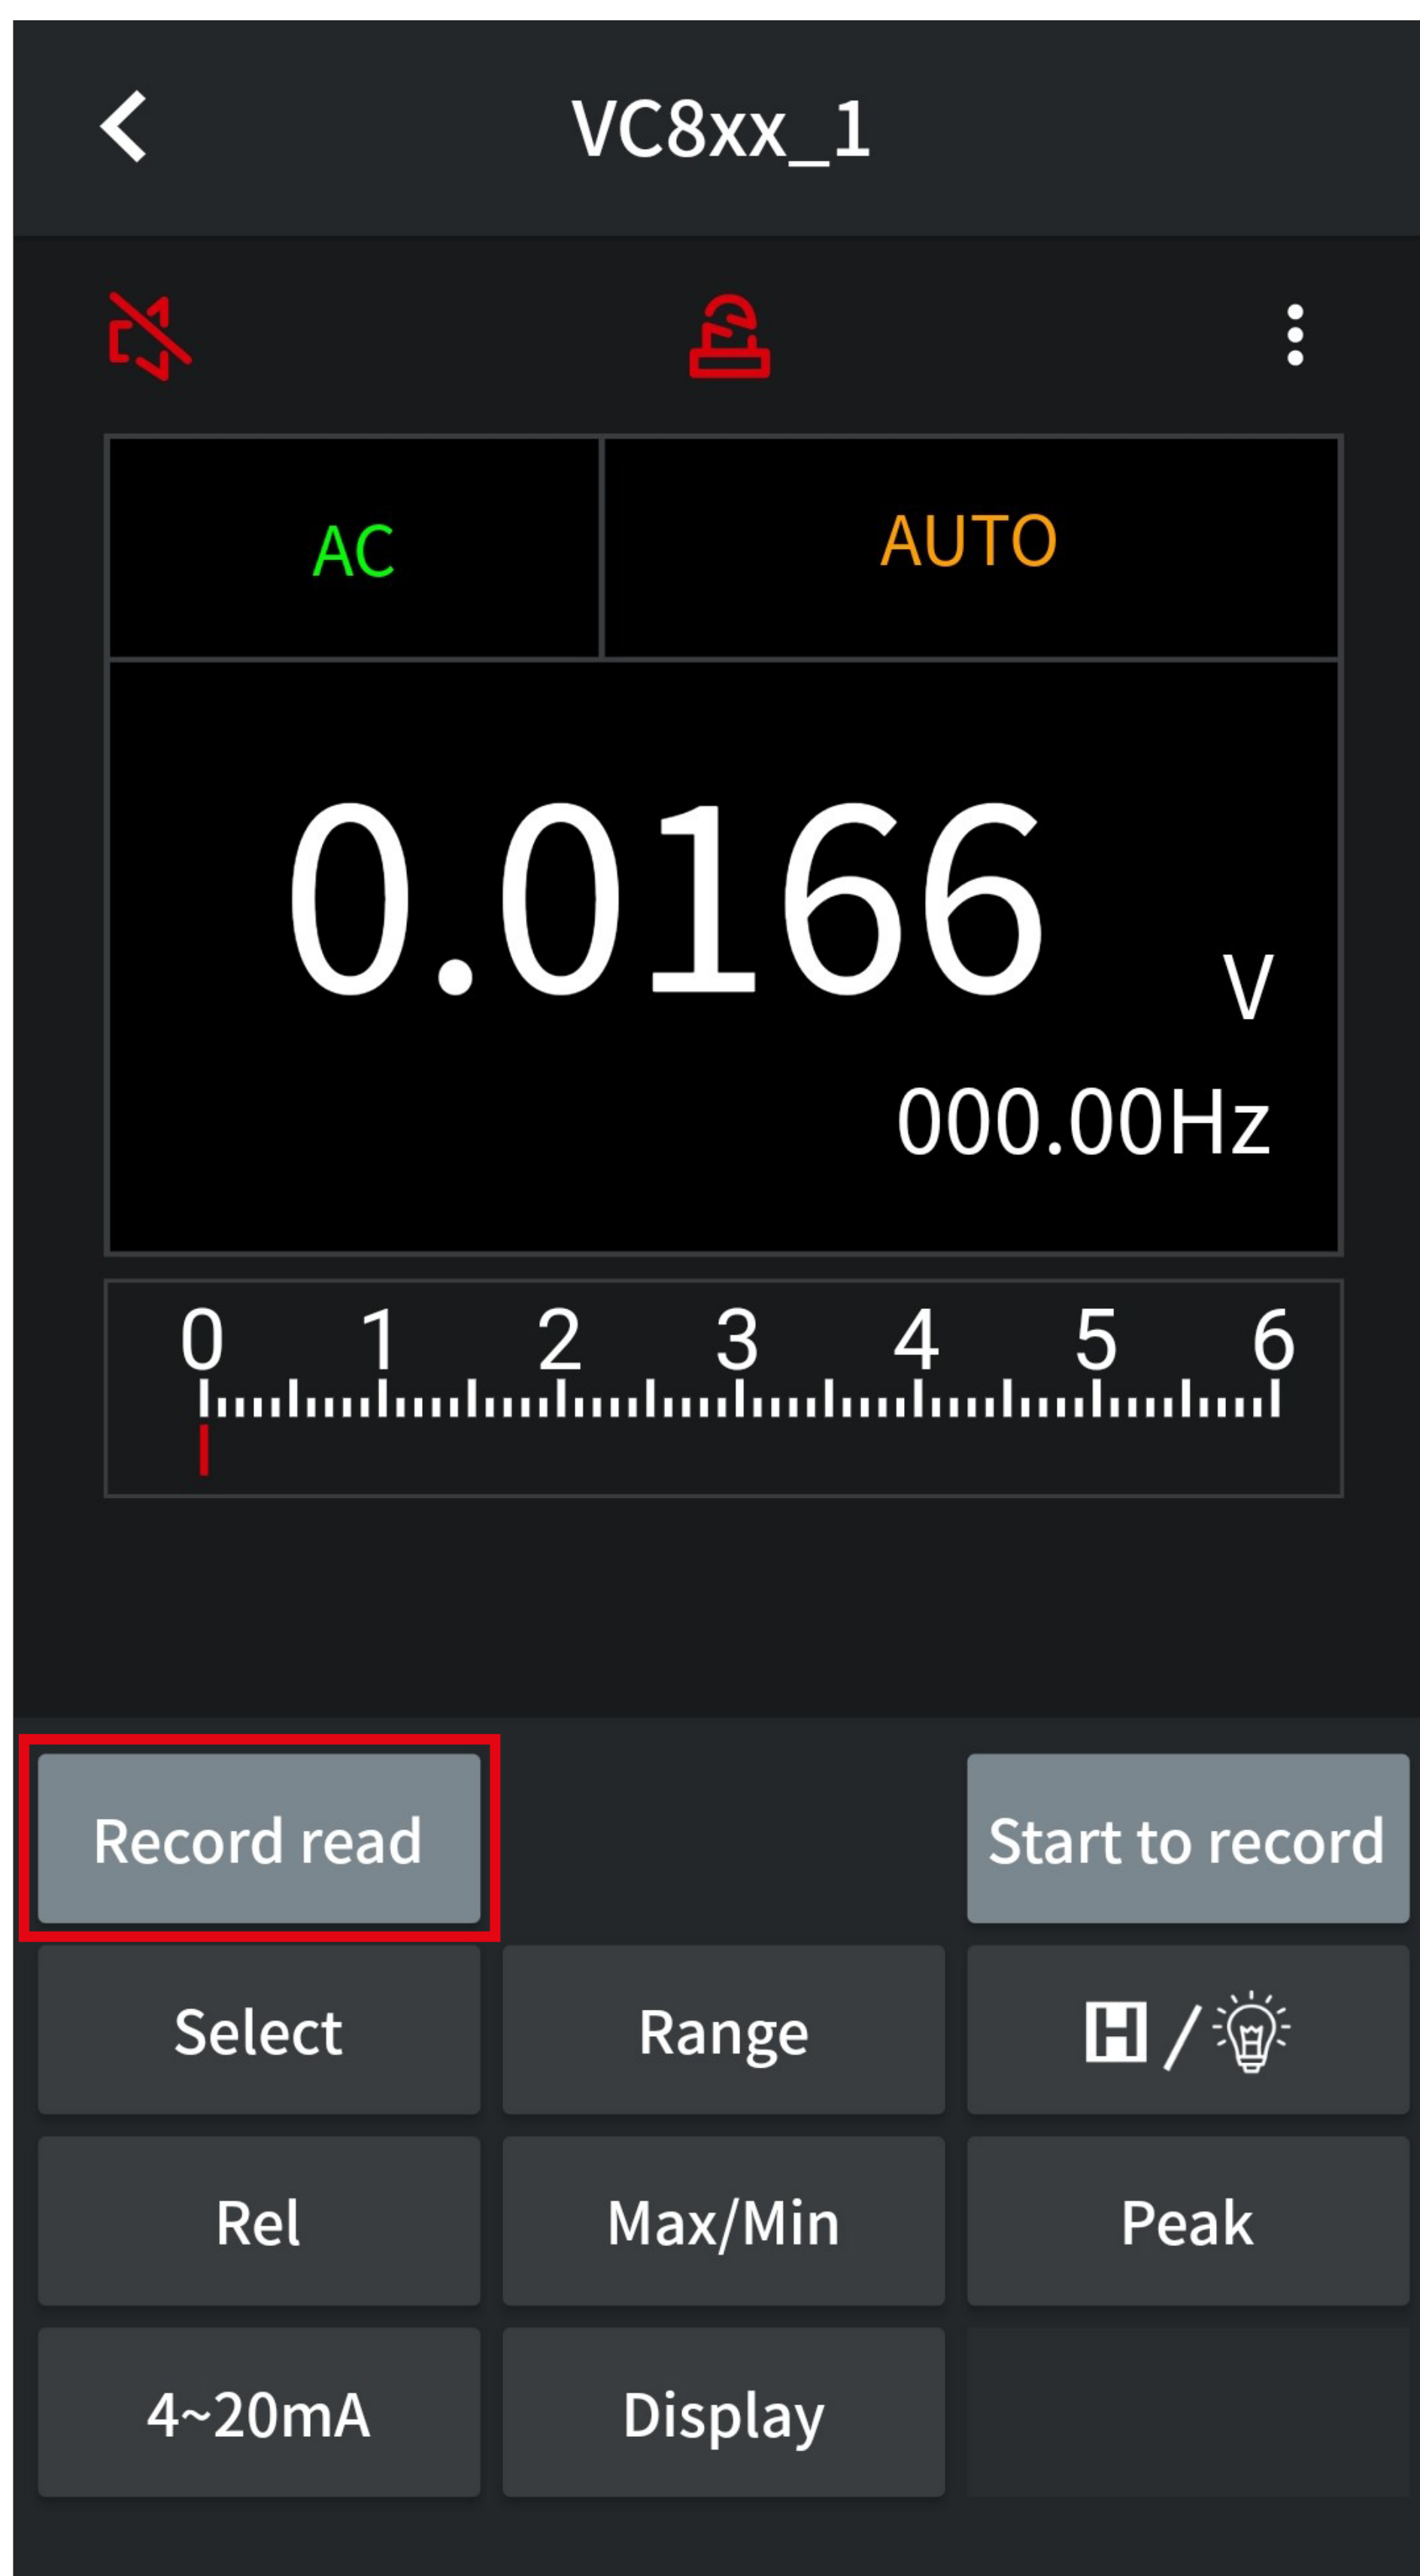 VC8xx_1
AC AUTO
0.0166 V
000.00Hz
0 1 2 3 4 5 6
Record read Start to record
Select Range H/
Rel Max/Min Peak
4~20mA Display